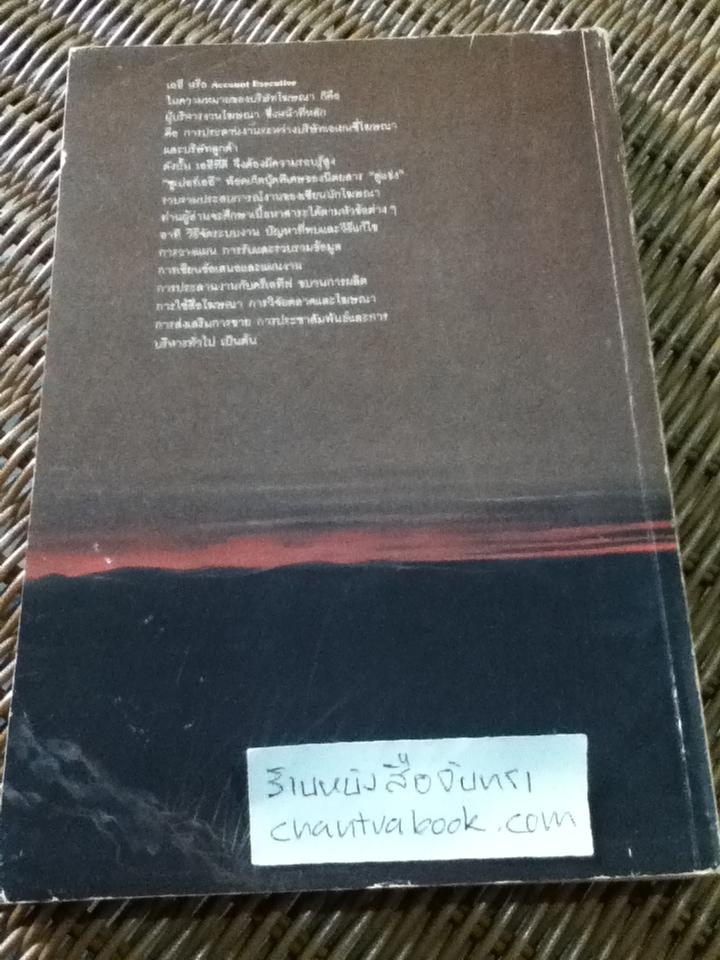 เออี หรือ Account Executive
ในความหมายของบริษัทโฆษณา ก็คือ
ผู้บริหารงานโฆษณา ซึ่งหน้าที่หลัก
คือ การประสานงานระหว่างบริษัทเอเยนซี่โฆษณา
และบริษัทลูกค้า
ดังนั้น เออีที่ดี จึงต้องมีความรอบรู้สูง
"ซูเปอร์เออี" พ็อคเก็ตบุ๊คพิเศษของนิตยสาร "คู่แข่ง"
รวบรวมประสบการณ์งานของเซียนนักโฆษณา
ท่านผู้อ่านจะศึกษาเนื้อหาสาระได้ตามหัวข้อต่างๆ
อาทิ วิธีจัดระบบงาน ปัญหาที่พบและวิธีแก้ไข
การวางแผน การรับและรวบรวมข้อมูล
การเขียนข้อเสนอและแผนงาน
การประสานงานกับครีเอทีฟ ขบวนการผลิต
การใช้สื่อโฆษณา การวิจัยตลาดและโฆษณา
การส่งเสริมการขาย การประชาสัมพันธ์และการ
บริหารทั่วไป เป็นต้น
ร้านหนังสือจันทรา
chantrabook.com